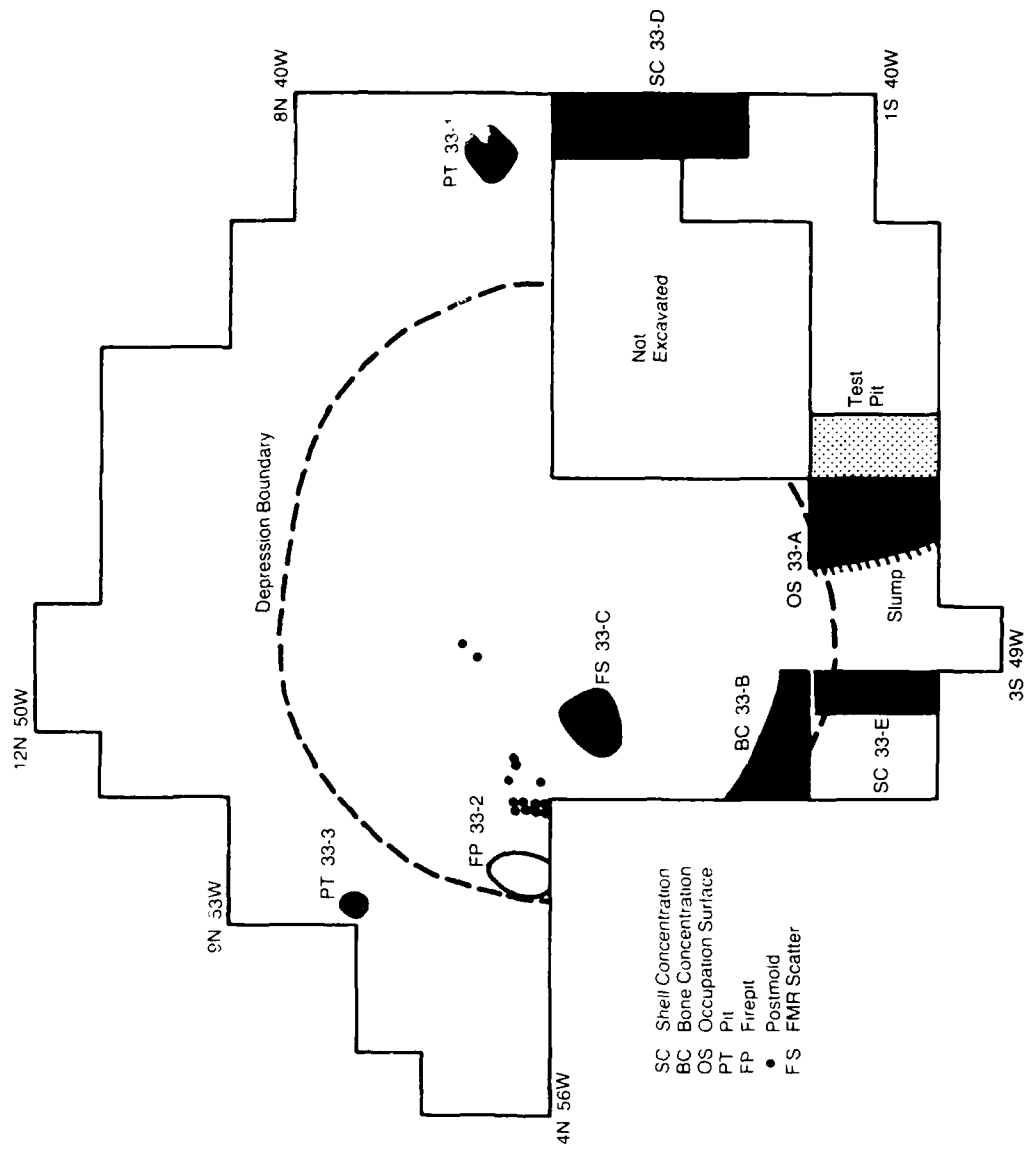 12N 50W
8N 40W
9N 53W
4N 56W
PT 33-1
SC 33-D
1S 40W
Depression Boundary
Not
Excavated
Test
Pit
OS 33-A
Slump
3S 49W
FS 33-C
BC 33-B
SC 33-E
FP 33-2
PT 33-3
SC Shell Concentration
BC Bone Concentration
OS Occupation Surface
PT Pit
FP Firepit
• Postmold
FS FMR Scatter